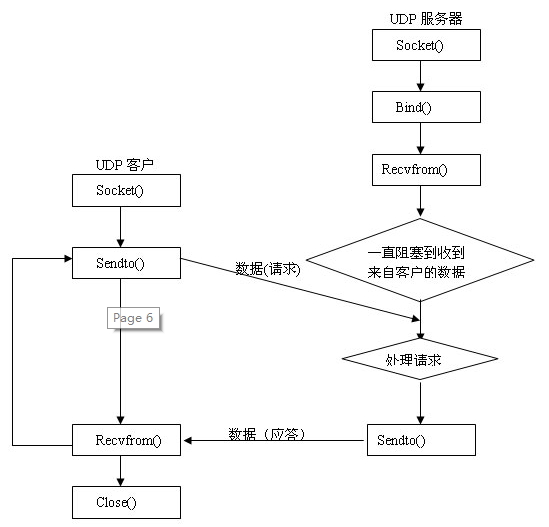 UDP 服务器
Socket()
Bind()
Recvfrom()
UDP 客户
Socket()
一直阻塞到收到
来自客户的数据
Sendto()
数据(请求)
Page 6
处理请求
Recvfrom()
数据（应答）
Sendto()
Close()